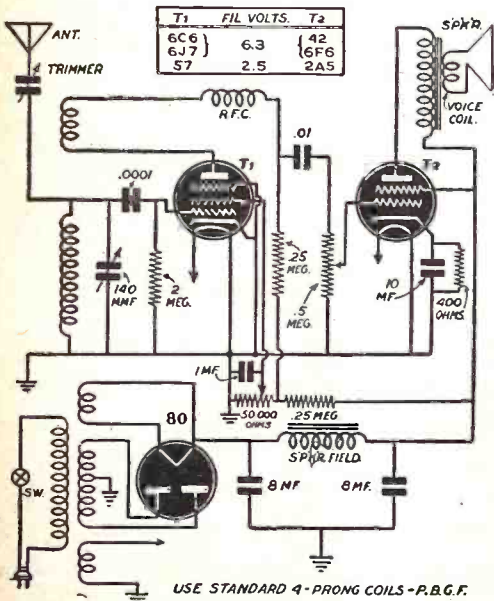 T1 FIL VOLTS. T2
6C6 6.3 42
6J7 6F6
57 2.5 2A5
ANT.
TRIMMER
SPKR.
VOICE
COIL.
R.F.C.
T1
T2
.01
.0001
140
MMF
2
MEG.
.25
MEG.
.5
MEG.
10
MF.
400
OHMS.
1 MF.
50,000
OHMS
.25 MEG
80
SPKR FIELD.
SW.
8 MF.
8 MF.
USE STANDARD 4-PRONG COILS - P.B.G.F.